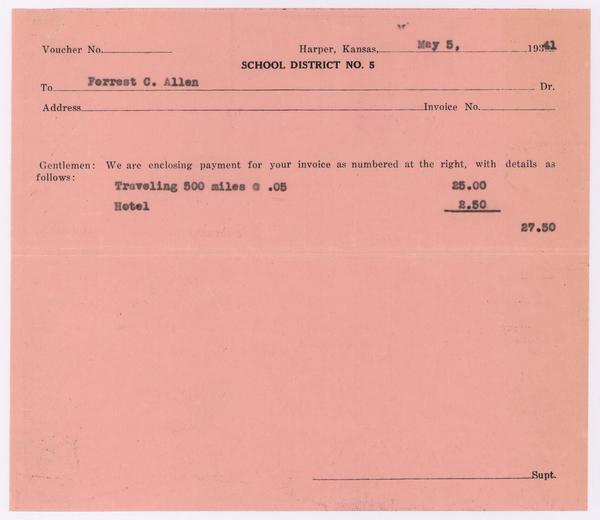 Voucher No. Harper, Kansas, May 5, 1941
SCHOOL DISTRICT NO. 5
To Forrest C. Allen Dr.
Address Invoice No.
Gentlemen: We are enclosing payment for your invoice as numbered at the right, with details as
follows:
Traveling 500 miles @ .05 25.00
Hotel 2.50
27.50
Supt.